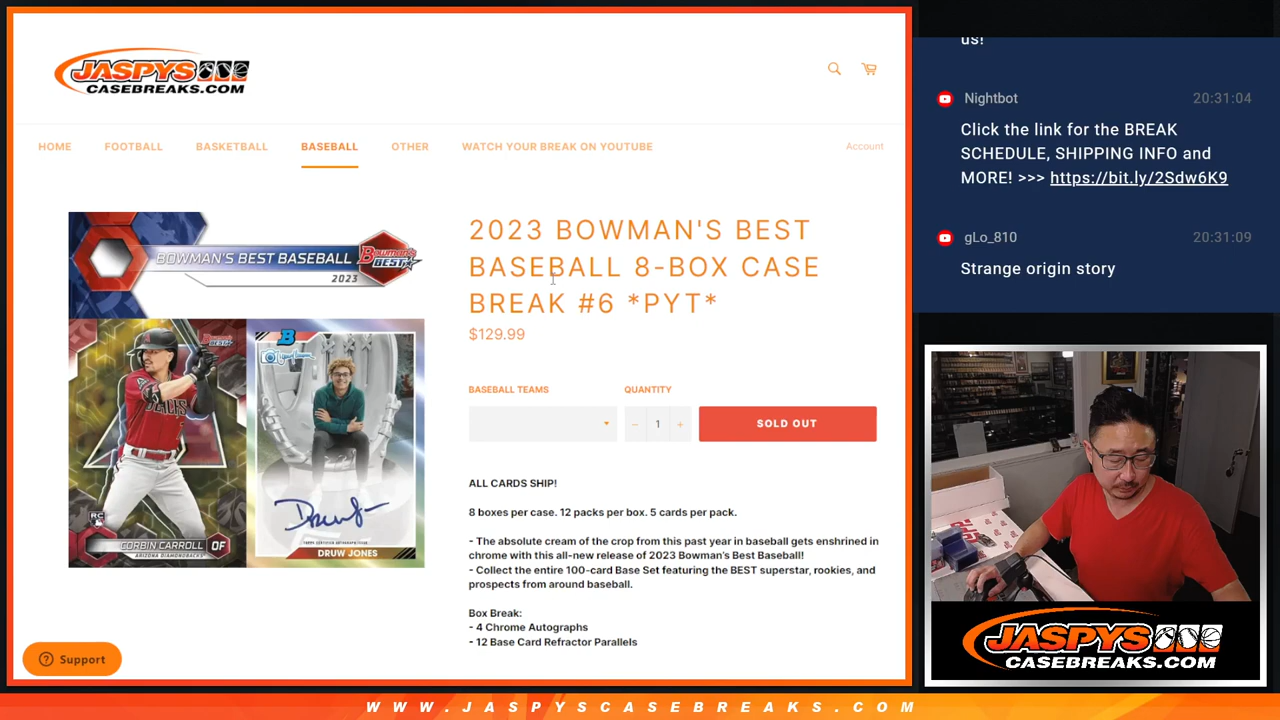 JASPYS
CASEBREAKS.COM
HOME
FOOTBALL
BASKETBALL
BASEBALL
OTHER
WATCH YOUR BREAK ON YOUTUBE
Account
BOWMAN'S BEST BASEBALL
2023
BOWMAN'S
BEST
CORBIN CARROLL OF
ARIZONA DIAMONDBACKS
RC
DRUW JONES
2023 BOWMAN'S BEST
BASEBALL 8-BOX CASE
BREAK #6 *PYT*
$129.99
BASEBALL TEAMS
QUANTITY
− 1 +
SOLD OUT
ALL CARDS SHIP!
8 boxes per case. 12 packs per box. 5 cards per pack.
- The absolute cream of the crop from this past year in baseball gets enshrined in
chrome with this all-new release of 2023 Bowman's Best Baseball!
- Collect the entire 100-card Base Set featuring the BEST superstar, rookies, and
prospects from around baseball.
Box Break:
- 4 Chrome Autographs
- 12 Base Card Refractor Parallels
Support
us!
Nightbot 20:31:04
Click the link for the BREAK
SCHEDULE, SHIPPING INFO and
MORE! >>> https://bit.ly/2Sdw6K9
gLo_810 20:31:09
Strange origin story
JASPYS
CASEBREAKS.COM
WWW.JASPYSCASEBREAKS.COM